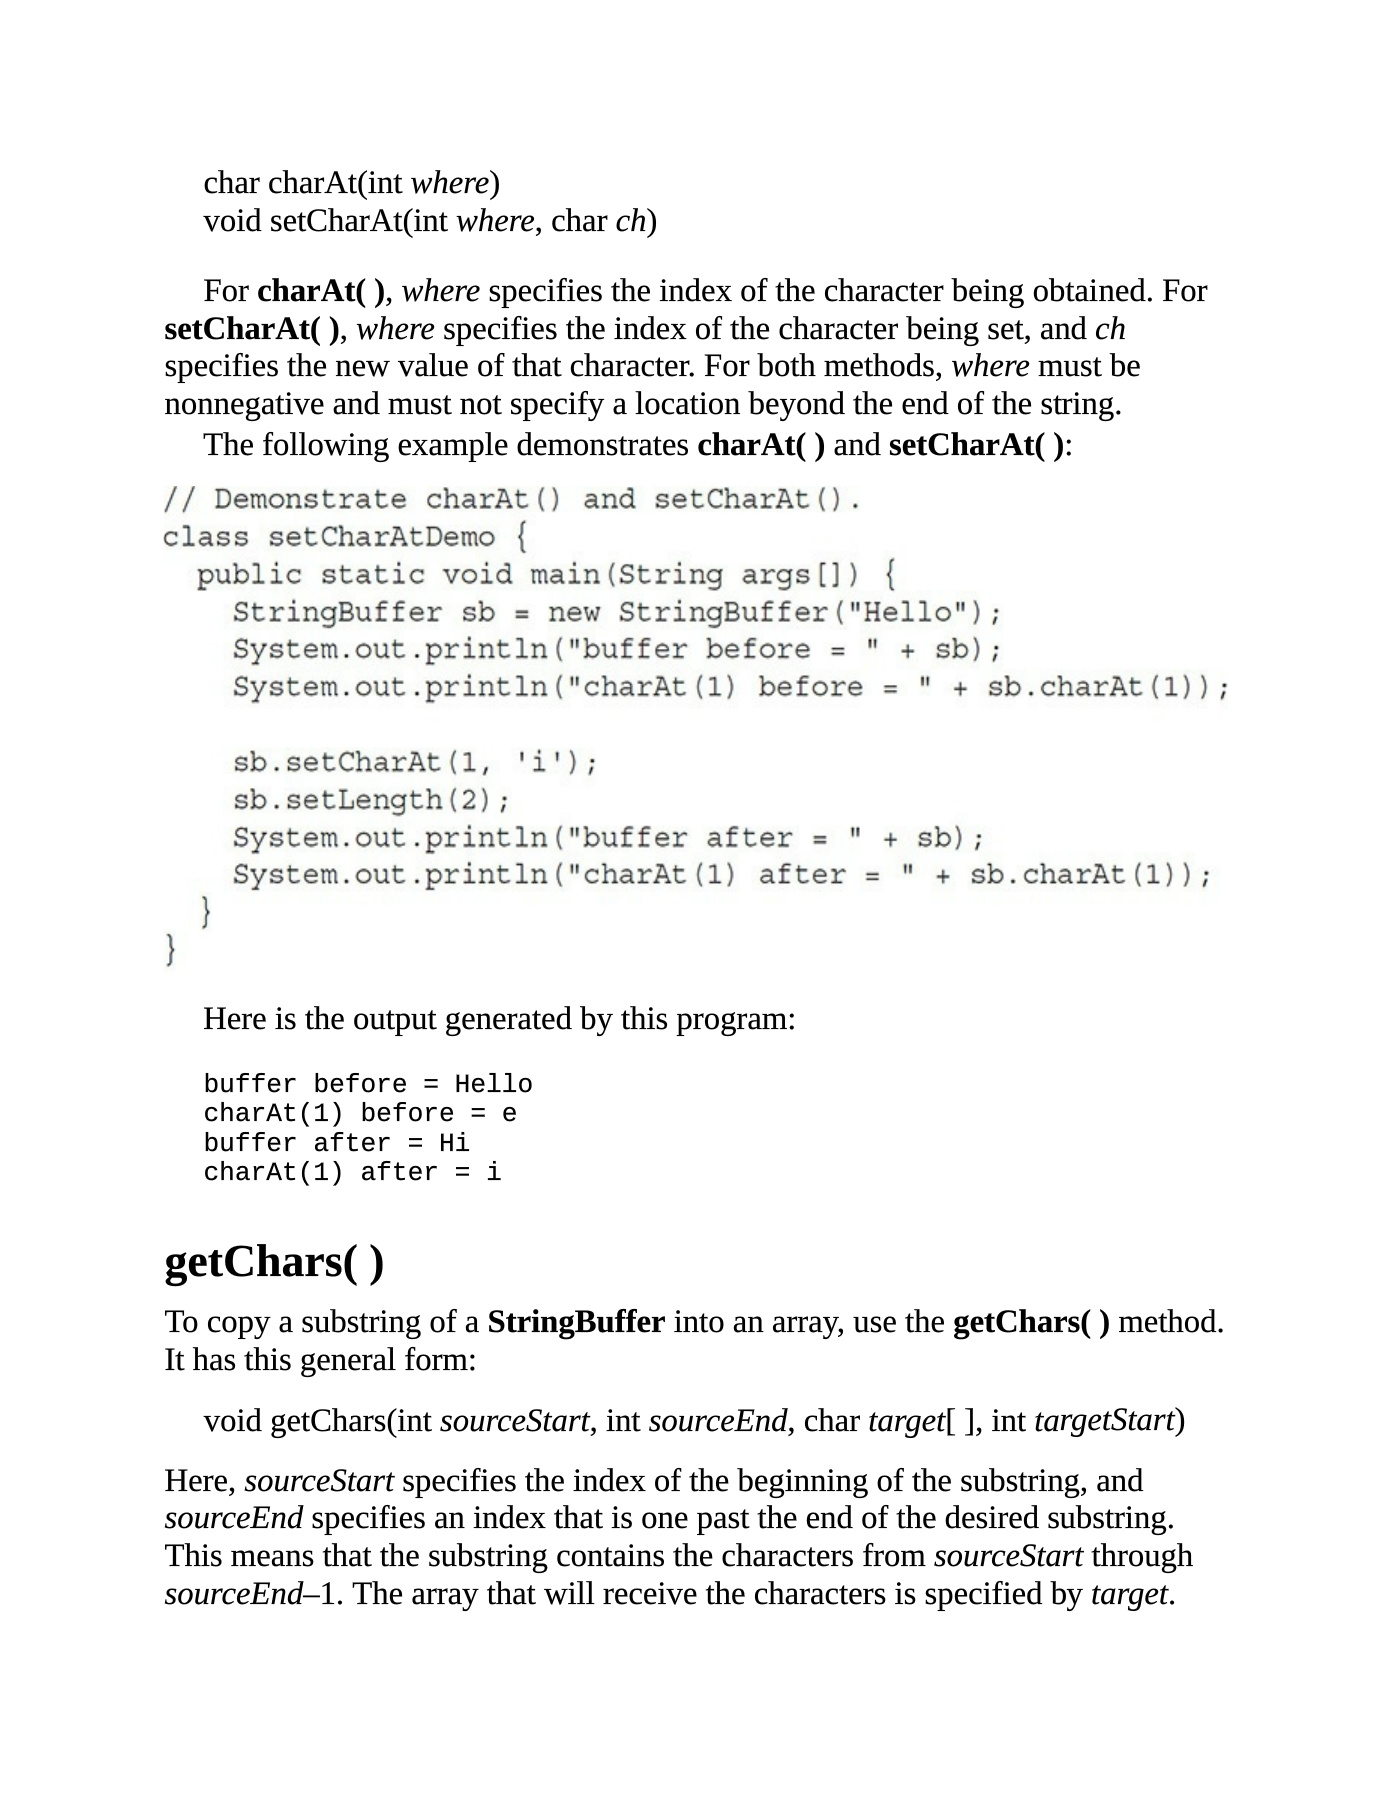 char charAt(int where)
void setCharAt(int where, char ch)
For charAt( ), where specifies the index of the character being obtained. For
setCharAt( ), where specifies the index of the character being set, and ch
specifies the new value of that character. For both methods, where must be
nonnegative and must not specify a location beyond the end of the string.
The following example demonstrates charAt( ) and setCharAt( ):
// Demonstrate charAt() and setCharAt().
class setCharAtDemo {
  public static void main(String args[]) {
    StringBuffer sb = new StringBuffer("Hello");
    System.out.println("buffer before = " + sb);
    System.out.println("charAt(1) before = " + sb.charAt(1));

    sb.setCharAt(1, 'i');
    sb.setLength(2);
    System.out.println("buffer after = " + sb);
    System.out.println("charAt(1) after = " + sb.charAt(1));
  }
}
Here is the output generated by this program:
buffer before = Hello
charAt(1) before = e
buffer after = Hi
charAt(1) after = i
getChars( )
To copy a substring of a StringBuffer into an array, use the getChars( ) method.
It has this general form:
void getChars(int sourceStart, int sourceEnd, char target[ ], int targetStart)
Here, sourceStart specifies the index of the beginning of the substring, and
sourceEnd specifies an index that is one past the end of the desired substring.
This means that the substring contains the characters from sourceStart through
sourceEnd–1. The array that will receive the characters is specified by target.